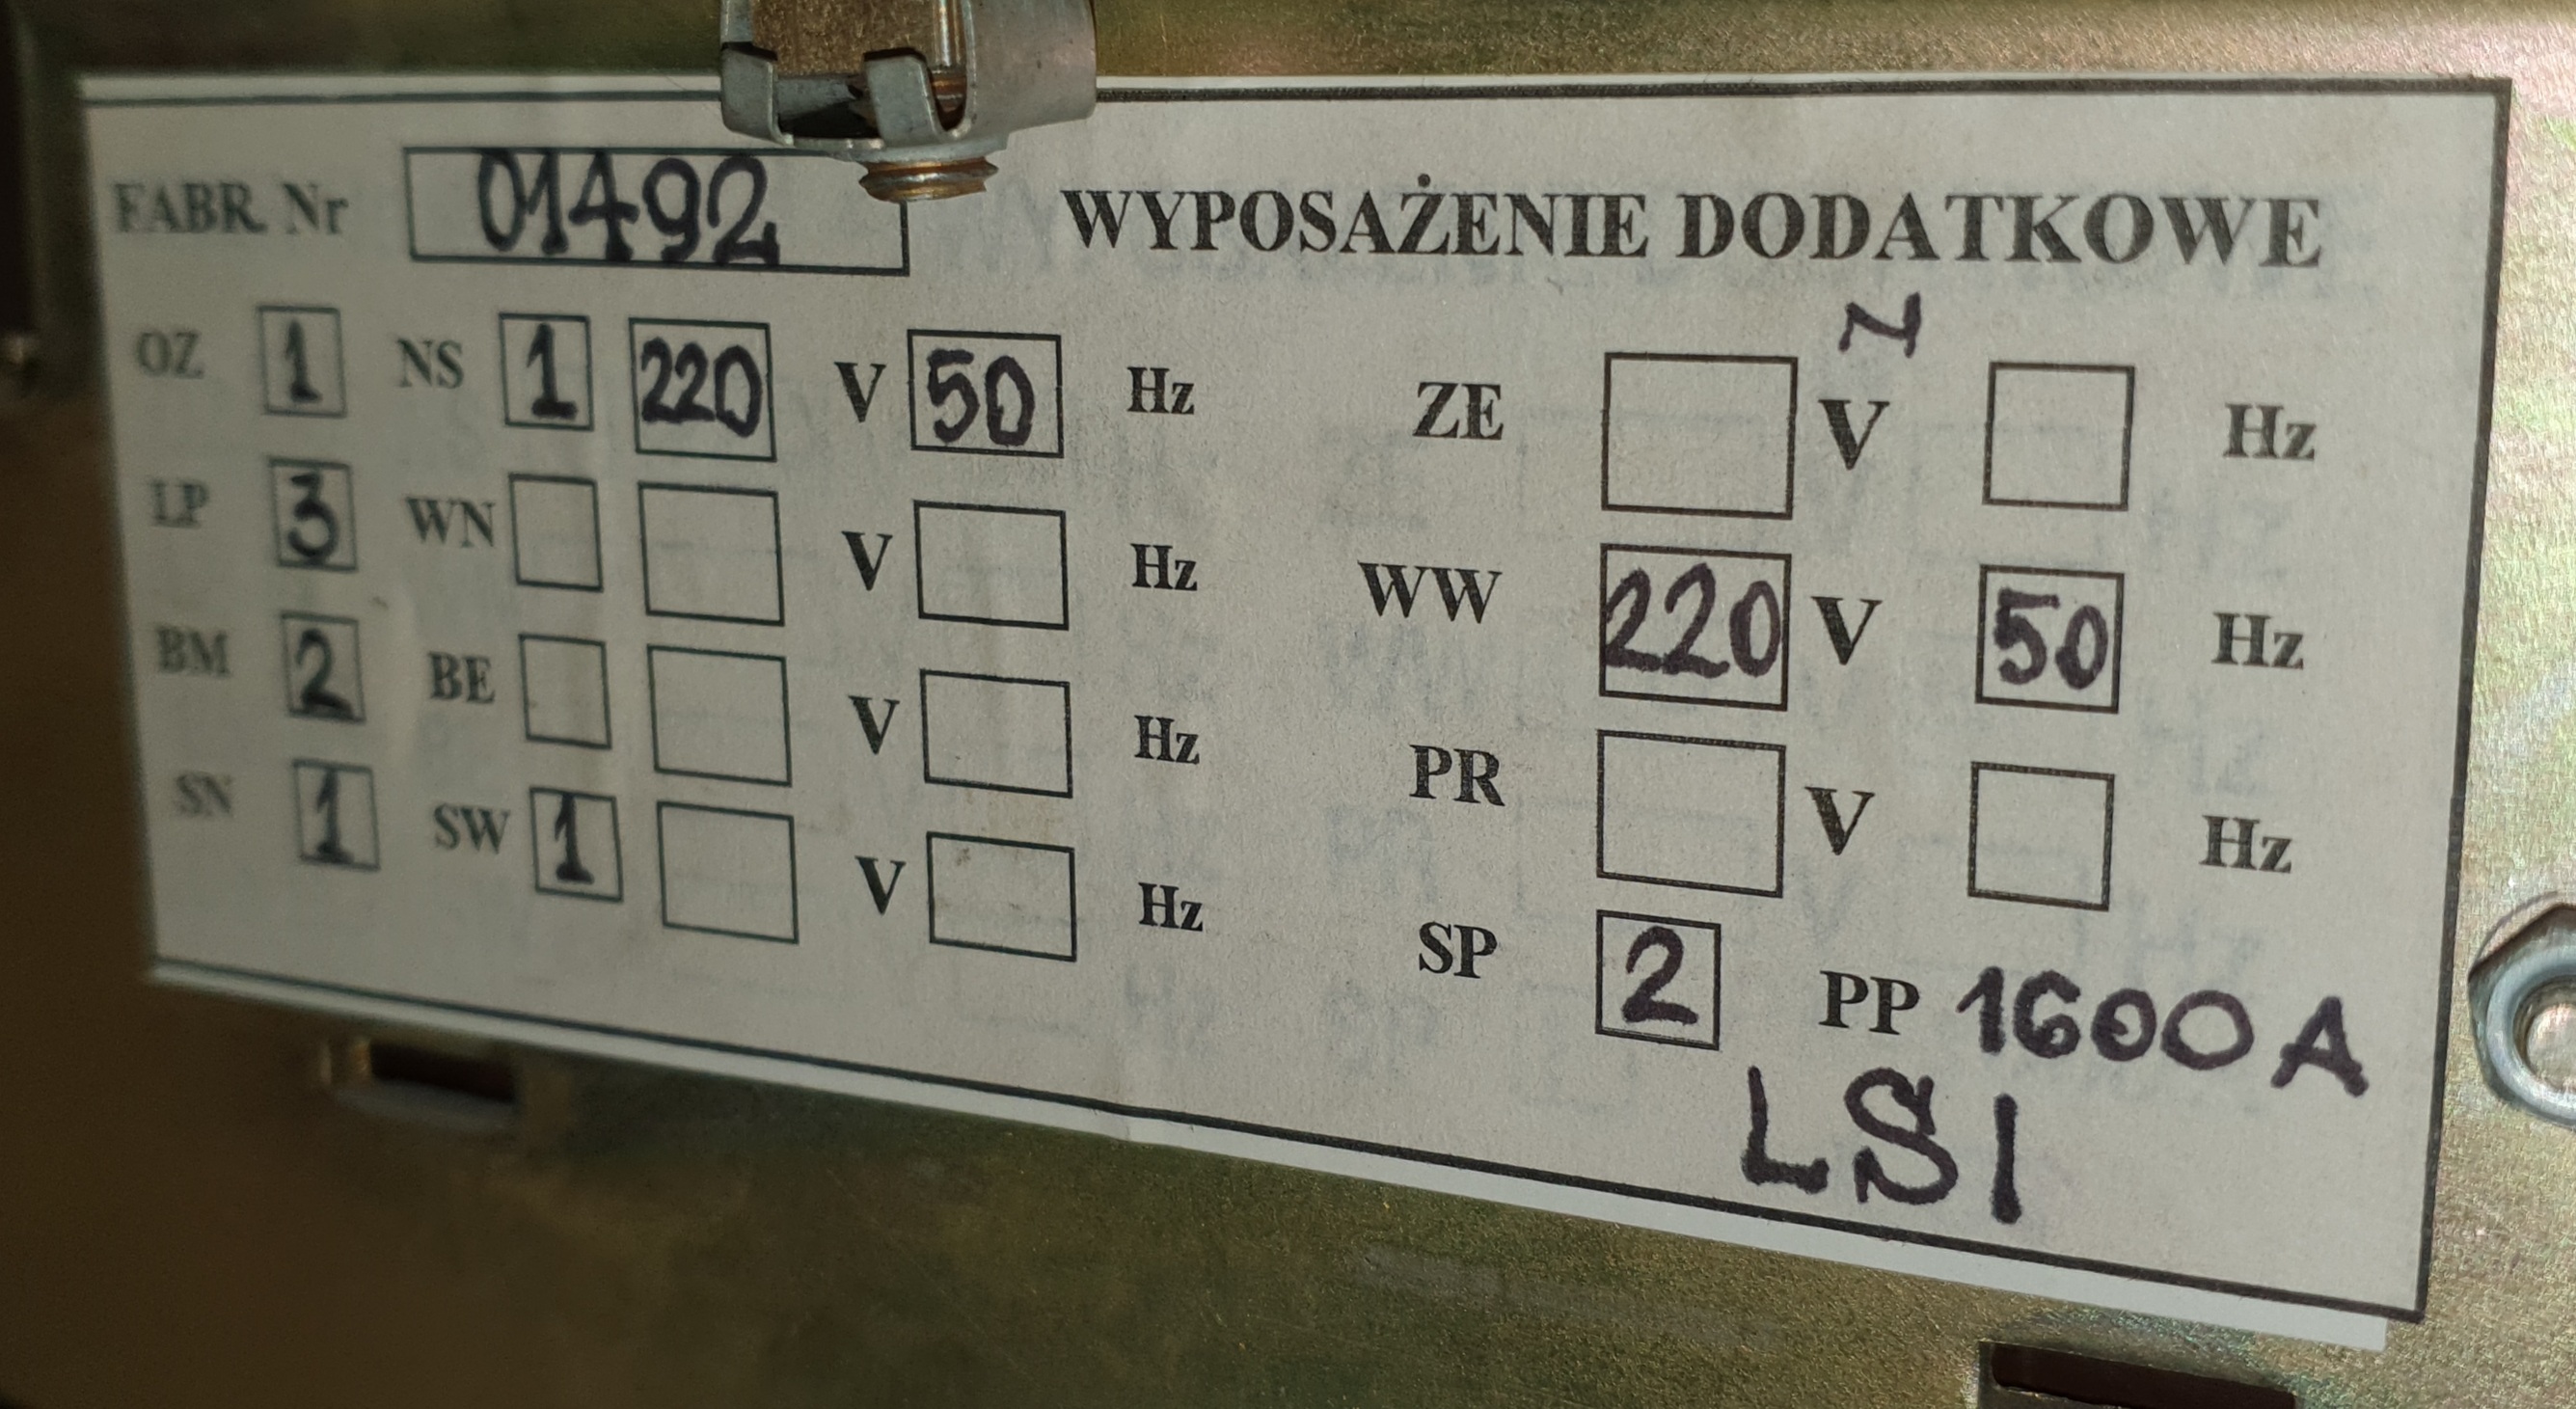 FABR. Nr 01492 WYPOSAŻENIE DODATKOWE
N
OZ 1 NS 1 220 V 50 Hz ZE V Hz
LP 3 WN V Hz WW 220 V 50 Hz
BM 2 BE V Hz PR V Hz
SN 1 SW 1 V Hz SP 2 PP 1600 A
LSI